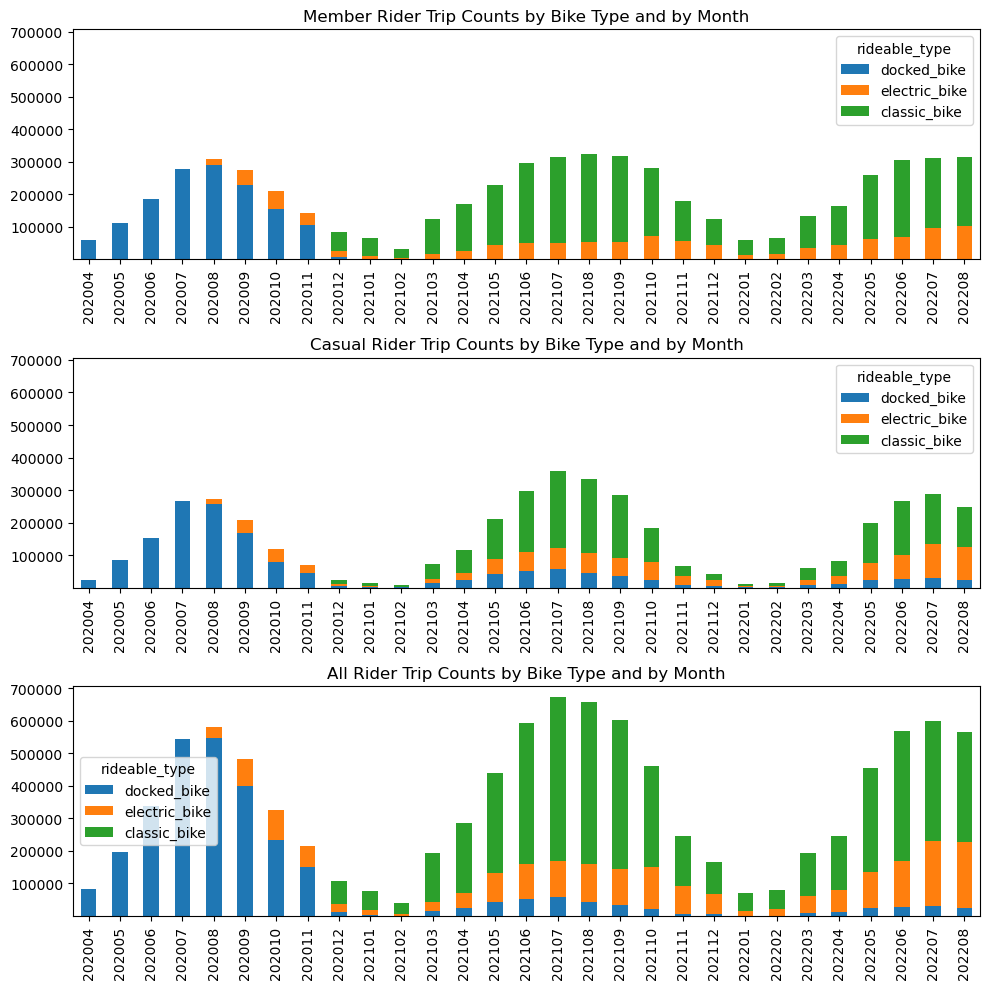 Member Rider Trip Counts by Bike Type and by Month
700000
600000
500000
400000
300000
200000
100000
rideable_type
docked_bike
electric_bike
classic_bike
202004 202005 202006 202007 202008 202009 202010 202011 202012 202101 202102 202103 202104 202105 202106 202107 202108 202109 202110 202111 202112 202201 202202 202203 202204 202205 202206 202207 202208
Casual Rider Trip Counts by Bike Type and by Month
700000
600000
500000
400000
300000
200000
100000
rideable_type
docked_bike
electric_bike
classic_bike
202004 202005 202006 202007 202008 202009 202010 202011 202012 202101 202102 202103 202104 202105 202106 202107 202108 202109 202110 202111 202112 202201 202202 202203 202204 202205 202206 202207 202208
All Rider Trip Counts by Bike Type and by Month
700000
600000
500000
400000
300000
200000
100000
rideable_type
docked_bike
electric_bike
classic_bike
202004 202005 202006 202007 202008 202009 202010 202011 202012 202101 202102 202103 202104 202105 202106 202107 202108 202109 202110 202111 202112 202201 202202 202203 202204 202205 202206 202207 202208